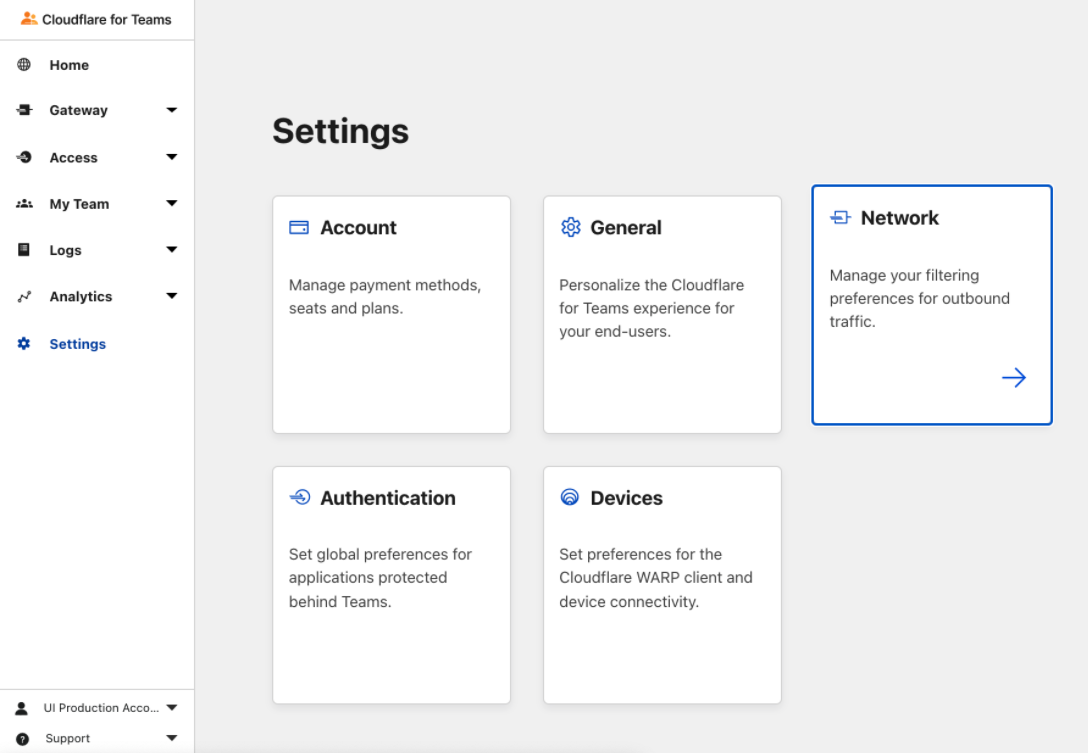 Cloudflare for Teams
Home
Gateway
Access
My Team
Logs
Analytics
Settings
UI Production Acco...
Support
Settings
Account
Manage payment methods,
seats and plans.
General
Personalize the Cloudflare
for Teams experience for
your end-users.
Network
Manage your filtering
preferences for outbound
traffic.
Authentication
Set global preferences for
applications protected
behind Teams.
Devices
Set preferences for the
Cloudflare WARP client and
device connectivity.